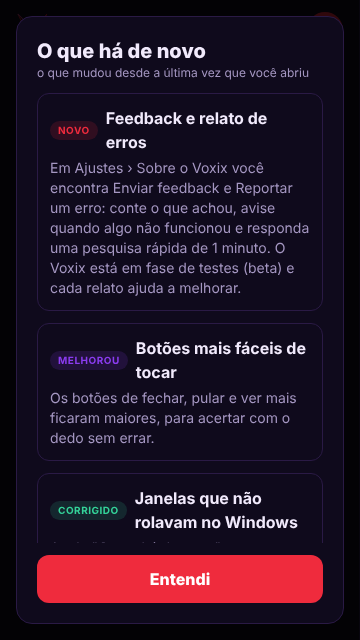 O que há de novo
o que mudou desde a última vez que você abriu
NOVO
Feedback e relato de
erros
Em Ajustes › Sobre o Voxix você
encontra Enviar feedback e Reportar
um erro: conte o que achou, avise
quando algo não funcionou e responda
uma pesquisa rápida de 1 minuto. O
Voxix está em fase de testes (beta) e
cada relato ajuda a melhorar.
MELHOROU
Botões mais fáceis de
tocar
Os botões de fechar, pular e ver mais
ficaram maiores, para acertar com o
dedo sem errar.
CORRIGIDO
Janelas que não
rolavam no Windows
Entendi